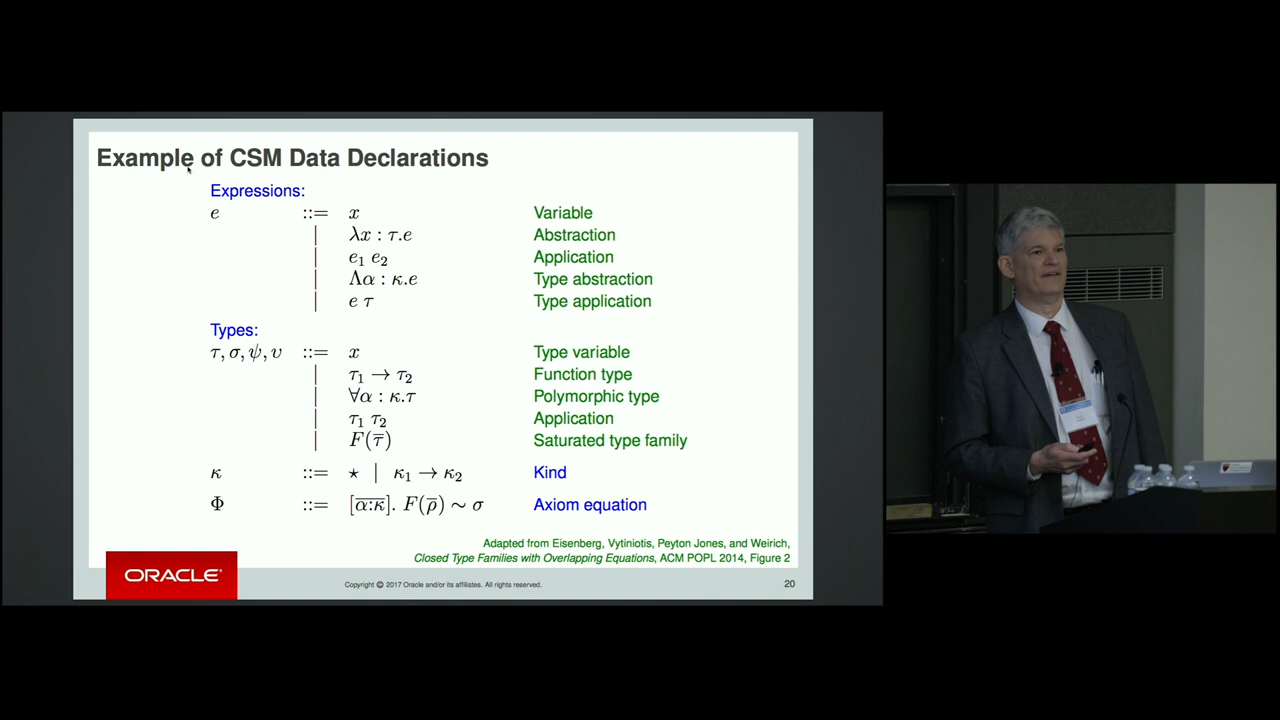 Example of CSM Data Declarations
Expressions:
e ::= x Variable
| λx : τ.e Abstraction
| e₁ e₂ Application
| Λα : κ.e Type abstraction
| e τ Type application
Types:
τ, σ, ψ, υ ::= x Type variable
| τ₁ → τ₂ Function type
| ∀α : κ.τ Polymorphic type
| τ₁ τ₂ Application
| F(τ̅) Saturated type family
κ ::= ⋆ | κ₁ → κ₂ Kind
Φ ::= [α̅:̅κ̅]. F(ρ̅) ∼ σ Axiom equation
Adapted from Eisenberg, Vytiniotis, Peyton Jones, and Weirich,
Closed Type Families with Overlapping Equations, ACM POPL 2014, Figure 2
ORACLE®
Copyright © 2017 Oracle and/or its affiliates. All rights reserved.
20